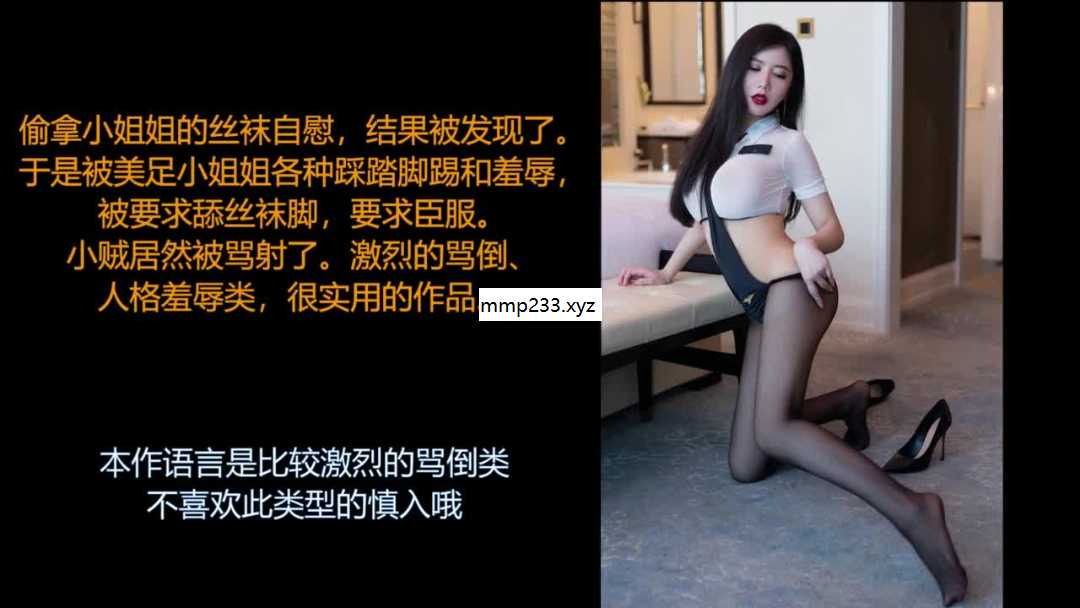 偷拿小姐姐的丝袜自慰，结果被发现了。
于是被美足小姐姐各种踩踏脚踢和羞辱，
被要求舔丝袜脚，要求臣服。
小贼居然被骂射了。激烈的骂倒、
人格羞辱类，很实用的作品
mmp233.xyz
本作语言是比较激烈的骂倒类
不喜欢此类型的慎入哦